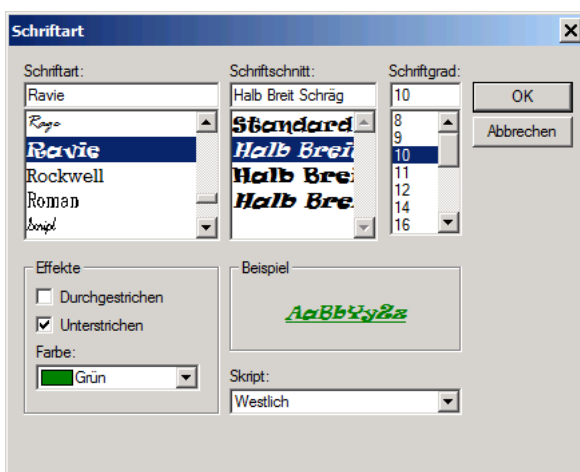 Schriftart
Schriftart:
Ravie
Rage
Ravie
Rockwell
Roman
Script
Schriftschnitt:
Halb Breit Schräg
Standard
Halb Breit
Halb Brei
Halb Bre
Schriftgrad:
10
8
9
10
11
12
14
16
OK
Abbrechen
Effekte
Durchgestrichen
Unterstrichen
Farbe:
Grün
Beispiel
AaBbYyZz
Skript:
Westlich